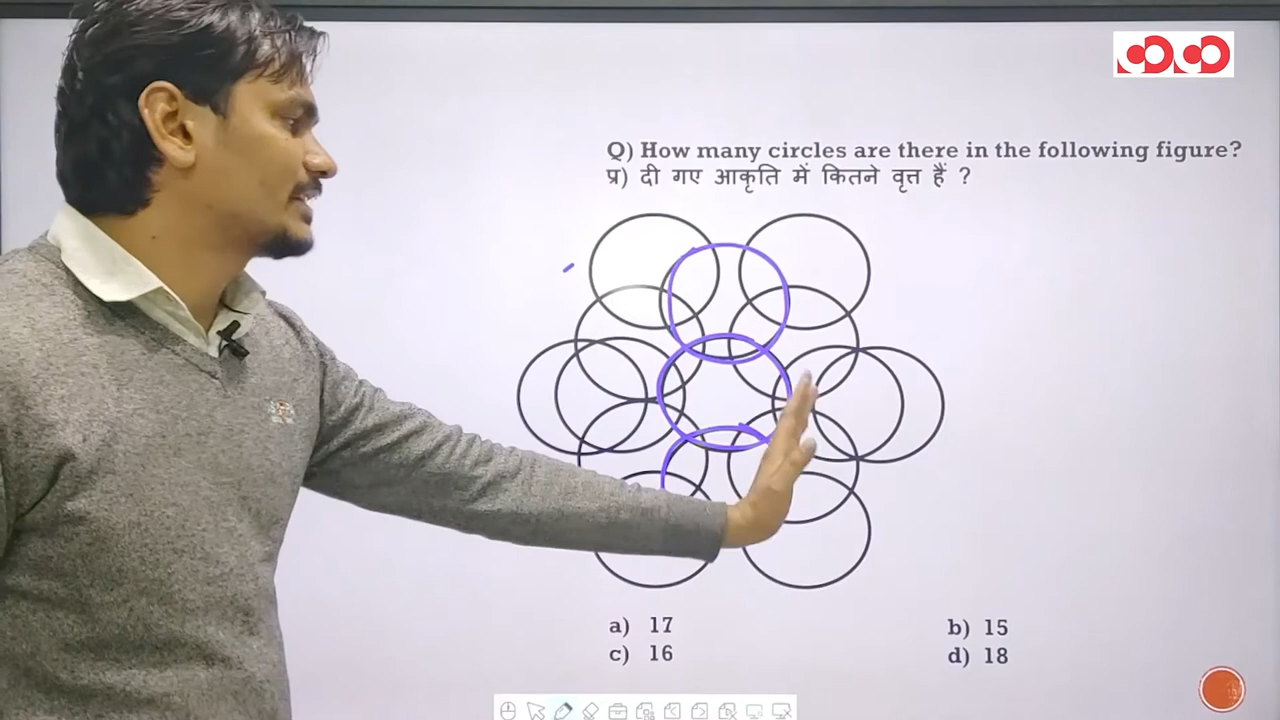 Q) How many circles are there in the following figure?
प्र) दी गए आकृति में कितने वृत्त हैं ?
a) 17
b) 15
c) 16
d) 18